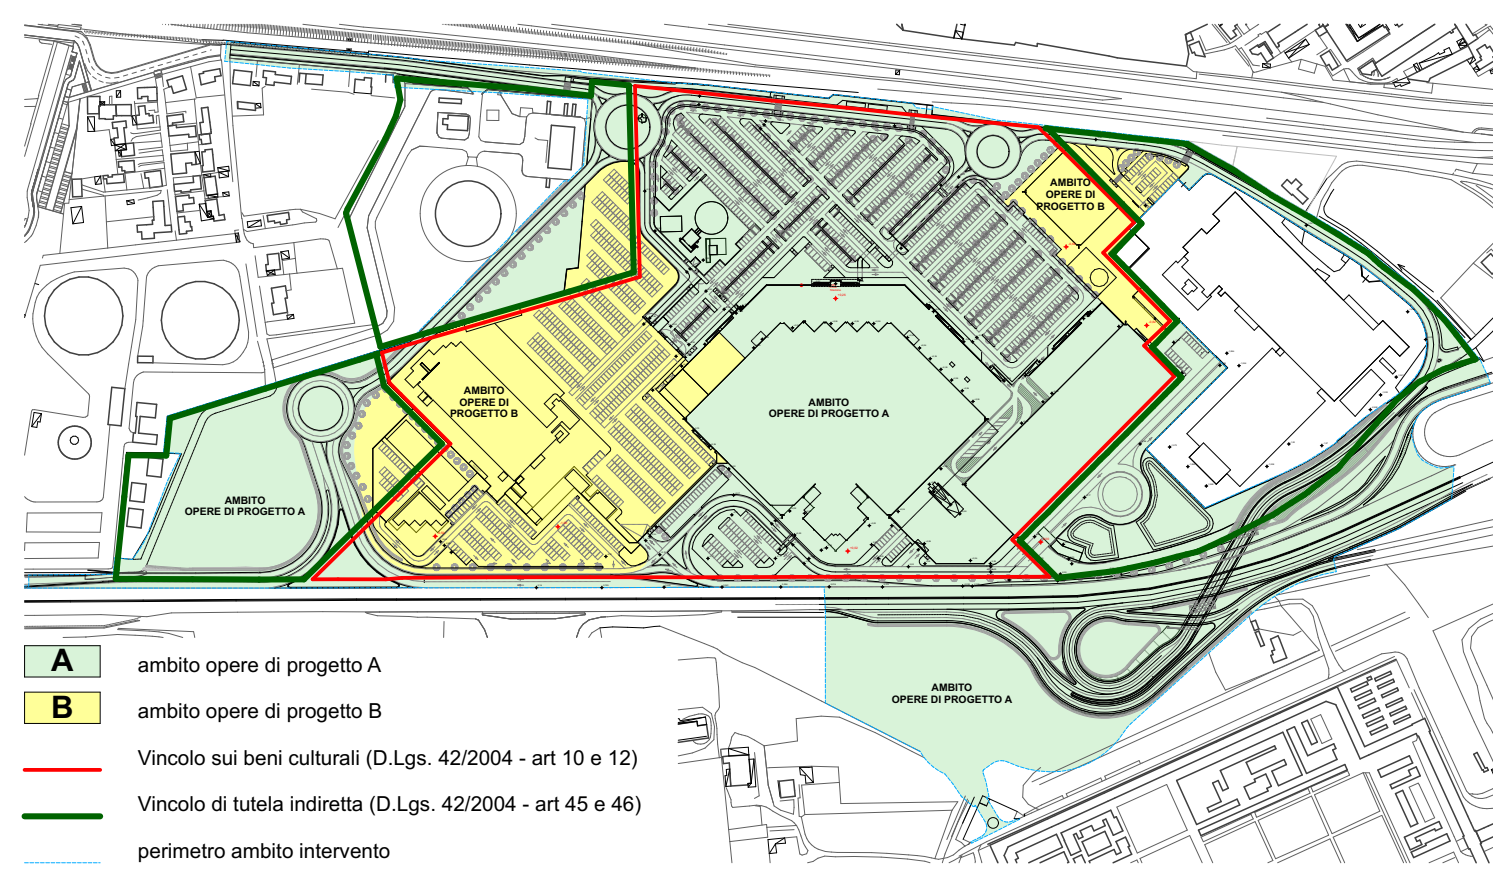 AMBITO
OPERE DI
PROGETTO B
AMBITO
OPERE DI
PROGETTO B
AMBITO
OPERE DI PROGETTO A
AMBITO
OPERE DI PROGETTO A
AMBITO
OPERE DI PROGETTO A
A ambito opere di progetto A
B ambito opere di progetto B
Vincolo sui beni culturali (D.Lgs. 42/2004 - art 10 e 12)
Vincolo di tutela indiretta (D.Lgs. 42/2004 - art 45 e 46)
perimetro ambito intervento